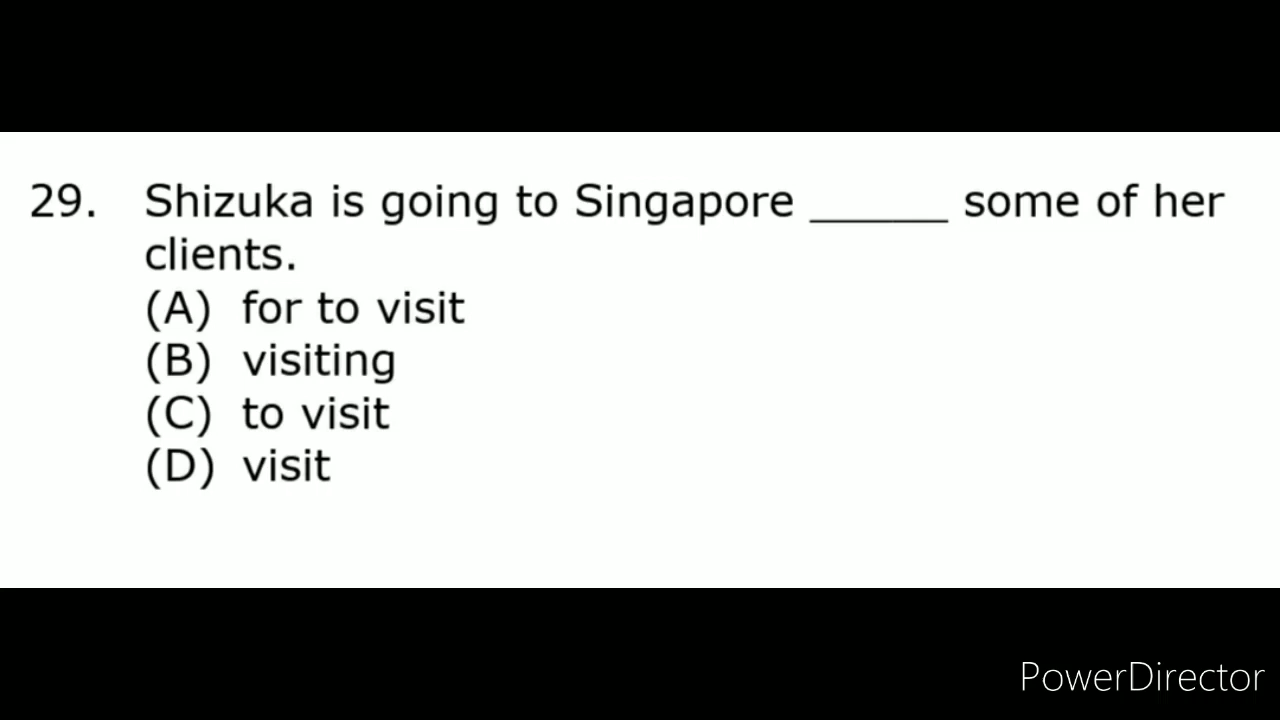 29. Shizuka is going to Singapore ______ some of her
clients.
(A) for to visit
(B) visiting
(C) to visit
(D) visit
PowerDirector